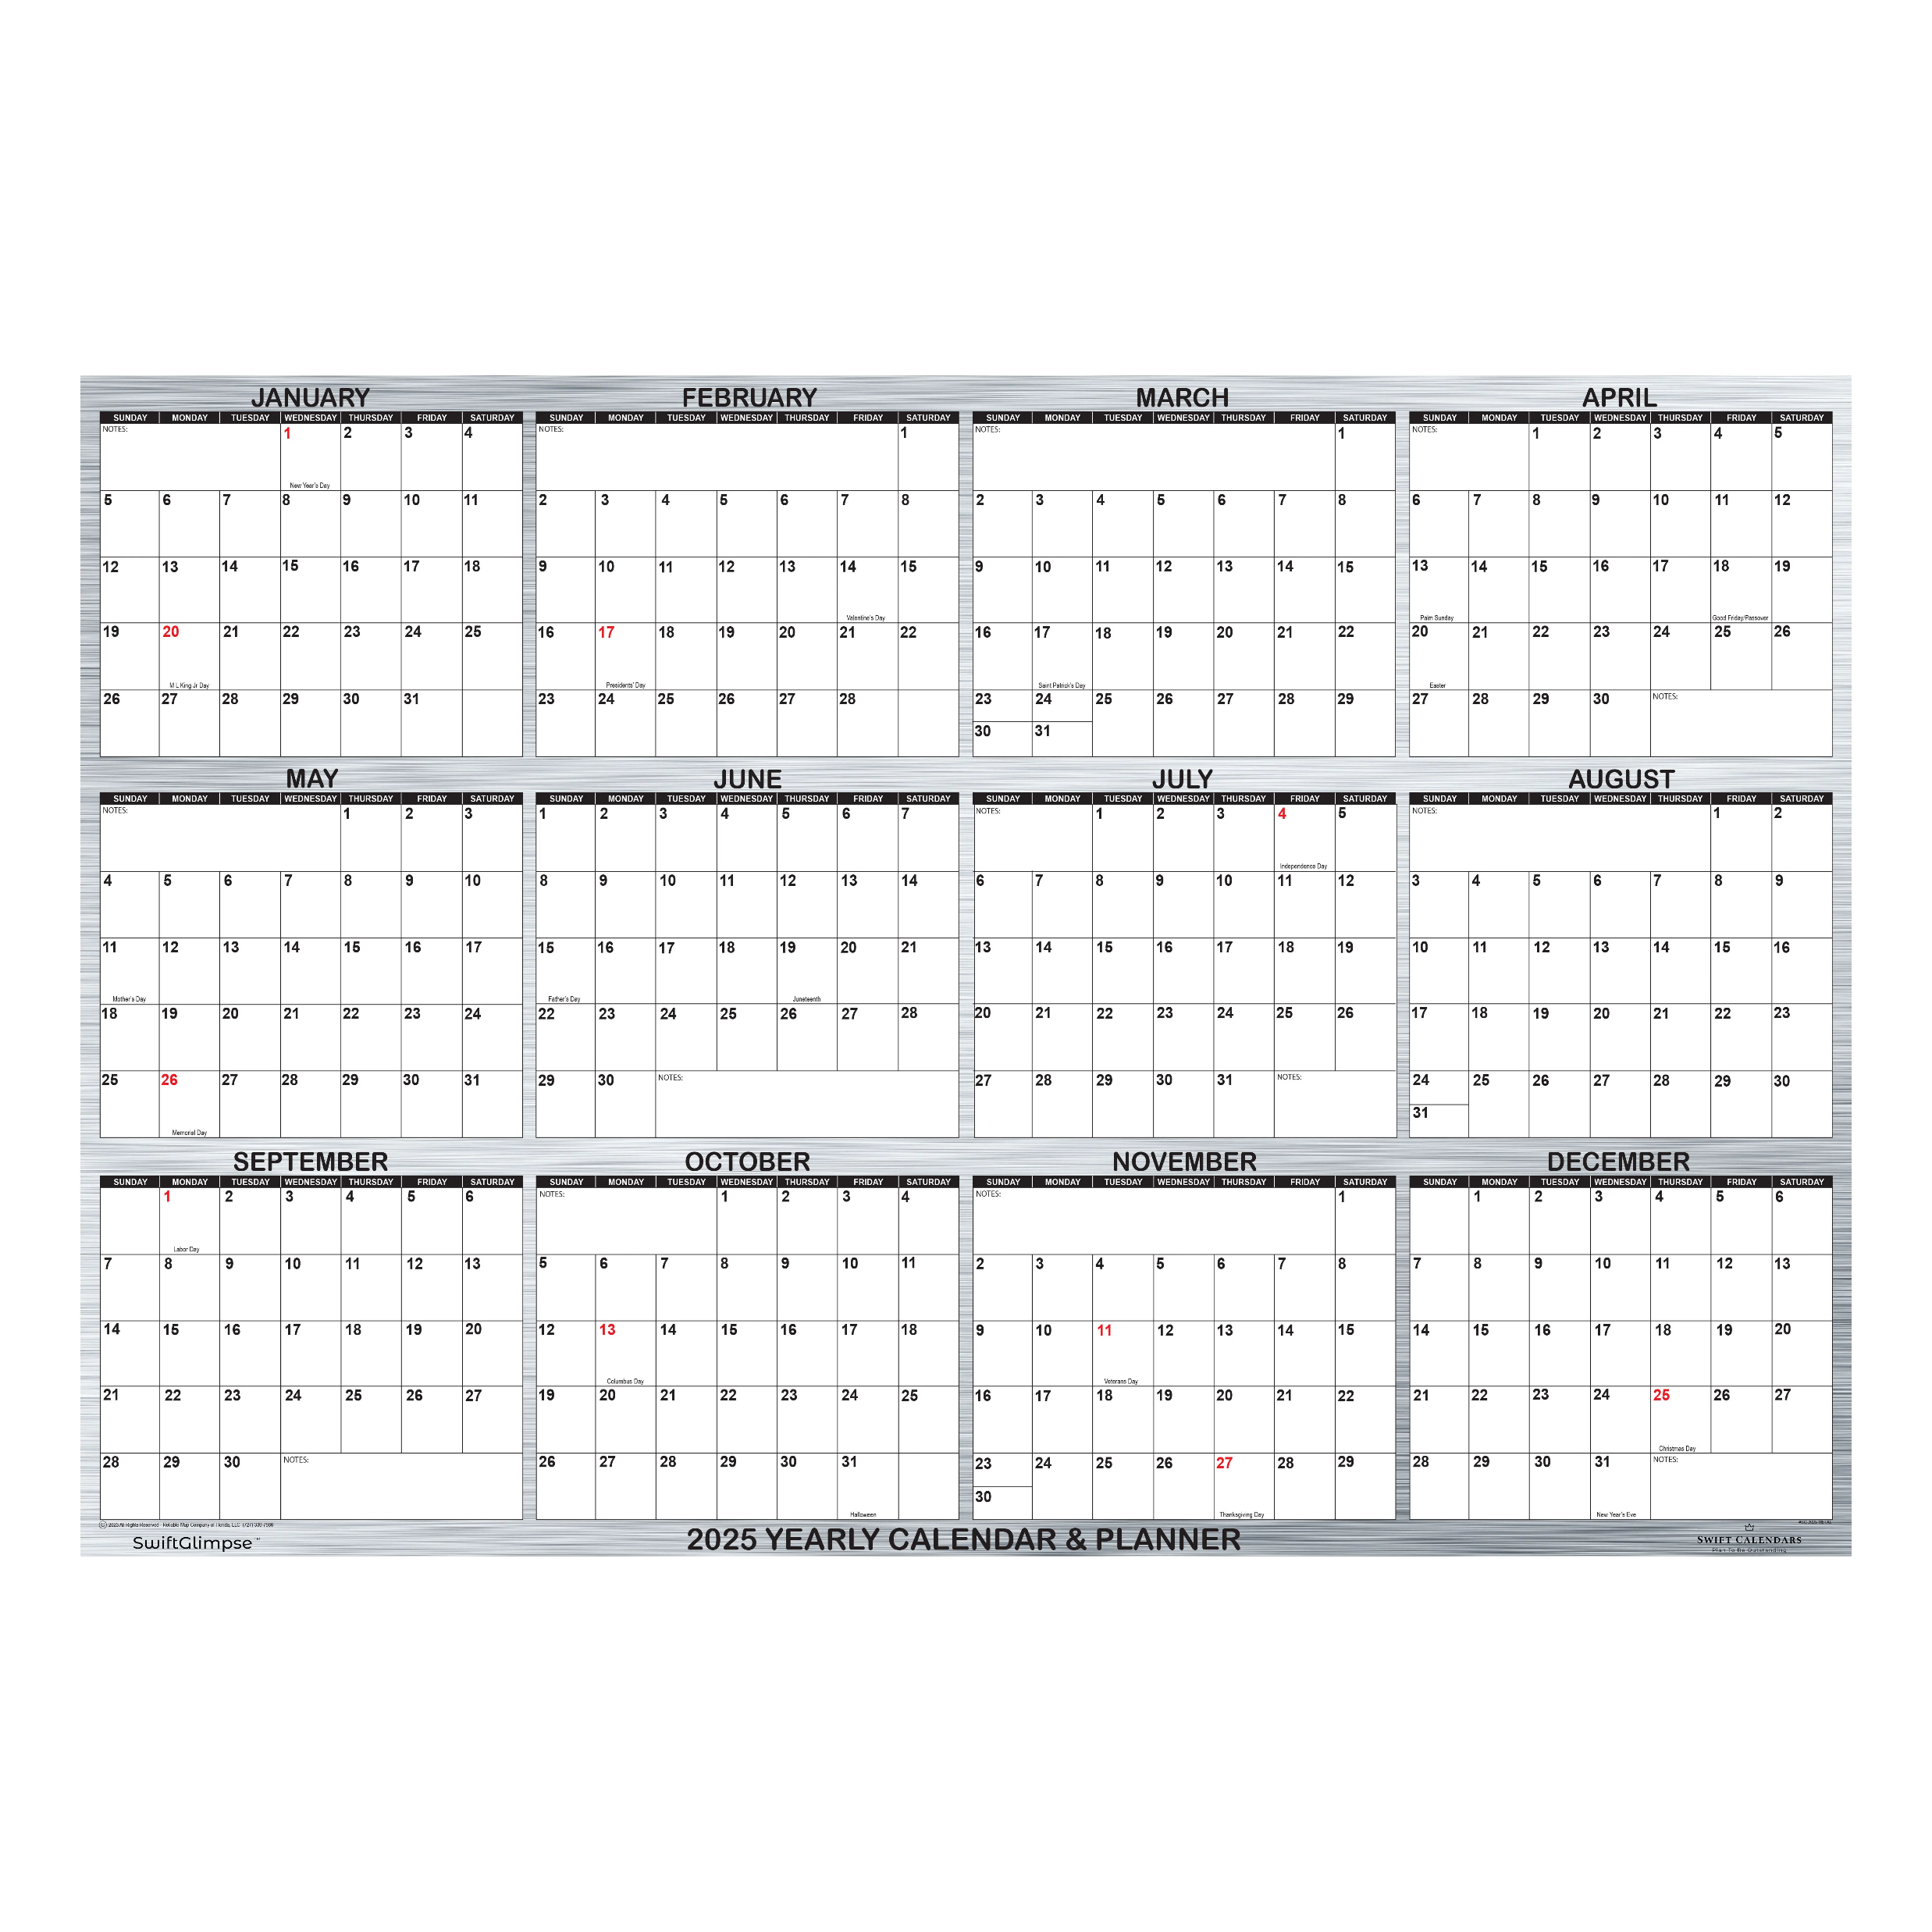 JANUARY FEBRUARY MARCH APRIL
SUNDAY MONDAY TUESDAY WEDNESDAY THURSDAY FRIDAY SATURDAY SUNDAY MONDAY TUESDAY WEDNESDAY THURSDAY FRIDAY SATURDAY SUNDAY MONDAY TUESDAY WEDNESDAY THURSDAY FRIDAY SATURDAY SUNDAY MONDAY TUESDAY WEDNESDAY THURSDAY FRIDAY SATURDAY
NOTES: 1 2 3 4 NOTES: 1 NOTES: 1 NOTES: 1 2 3 4 5
New Year's Day
5 6 7 8 9 10 11 2 3 4 5 6 7 8 2 3 4 5 6 7 8 6 7 8 9 10 11 12
12 13 14 15 16 17 18 9 10 11 12 13 14 15 9 10 11 12 13 14 15 13 14 15 16 17 18 19
Valentine's Day Palm Sunday Good Friday/Passover
19 20 21 22 23 24 25 16 17 18 19 20 21 22 16 17 18 19 20 21 22 20 21 22 23 24 25 26
M L King Jr Day Presidents' Day Saint Patrick's Day Easter
26 27 28 29 30 31 23 24 25 26 27 28 23 24 25 26 27 28 29 27 28 29 30 NOTES:
30 31
MAY JUNE JULY AUGUST
SUNDAY MONDAY TUESDAY WEDNESDAY THURSDAY FRIDAY SATURDAY SUNDAY MONDAY TUESDAY WEDNESDAY THURSDAY FRIDAY SATURDAY SUNDAY MONDAY TUESDAY WEDNESDAY THURSDAY FRIDAY SATURDAY SUNDAY MONDAY TUESDAY WEDNESDAY THURSDAY FRIDAY SATURDAY
NOTES: 1 2 3 1 2 3 4 5 6 7 NOTES: 1 2 3 4 5 NOTES: 1 2
Independence Day
4 5 6 7 8 9 10 8 9 10 11 12 13 14 6 7 8 9 10 11 12 3 4 5 6 7 8 9
11 12 13 14 15 16 17 15 16 17 18 19 20 21 13 14 15 16 17 18 19 10 11 12 13 14 15 16
Mother's Day Father's Day Juneteenth
18 19 20 21 22 23 24 22 23 24 25 26 27 28 20 21 22 23 24 25 26 17 18 19 20 21 22 23
25 26 27 28 29 30 31 29 30 NOTES: 27 28 29 30 31 NOTES: 24 25 26 27 28 29 30
31
Memorial Day
SEPTEMBER OCTOBER NOVEMBER DECEMBER
SUNDAY MONDAY TUESDAY WEDNESDAY THURSDAY FRIDAY SATURDAY SUNDAY MONDAY TUESDAY WEDNESDAY THURSDAY FRIDAY SATURDAY SUNDAY MONDAY TUESDAY WEDNESDAY THURSDAY FRIDAY SATURDAY SUNDAY MONDAY TUESDAY WEDNESDAY THURSDAY FRIDAY SATURDAY
1 2 3 4 5 6 NOTES: 1 2 3 4 NOTES: 1 1 2 3 4 5 6
Labor Day
7 8 9 10 11 12 13 5 6 7 8 9 10 11 2 3 4 5 6 7 8 7 8 9 10 11 12 13
14 15 16 17 18 19 20 12 13 14 15 16 17 18 9 10 11 12 13 14 15 14 15 16 17 18 19 20
Columbus Day Veterans Day
21 22 23 24 25 26 27 19 20 21 22 23 24 25 16 17 18 19 20 21 22 21 22 23 24 25 26 27
Christmas Day
28 29 30 NOTES: 26 27 28 29 30 31 23 24 25 26 27 28 29 28 29 30 31 NOTES:
30
Halloween Thanksgiving Day New Year's Eve
2025 All Rights Reserved
SwiftGlimpse™ 2025 YEARLY CALENDAR & PLANNER SWIFT CALENDARS
Plan To Be Outstanding